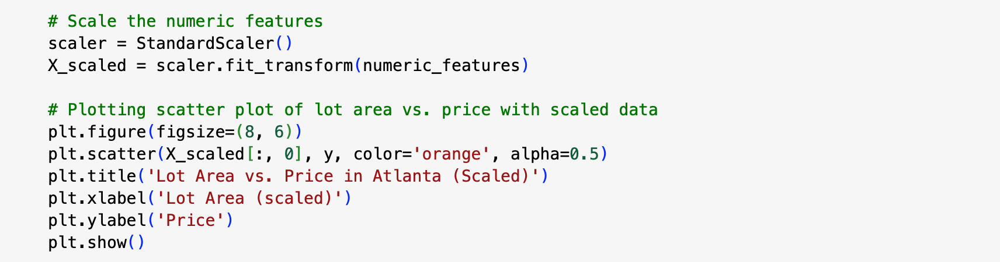 # Scale the numeric features
scaler = StandardScaler()
X_scaled = scaler.fit_transform(numeric_features)

# Plotting scatter plot of lot area vs. price with scaled data
plt.figure(figsize=(8, 6))
plt.scatter(X_scaled[:, 0], y, color='orange', alpha=0.5)
plt.title('Lot Area vs. Price in Atlanta (Scaled)')
plt.xlabel('Lot Area (scaled)')
plt.ylabel('Price')
plt.show()